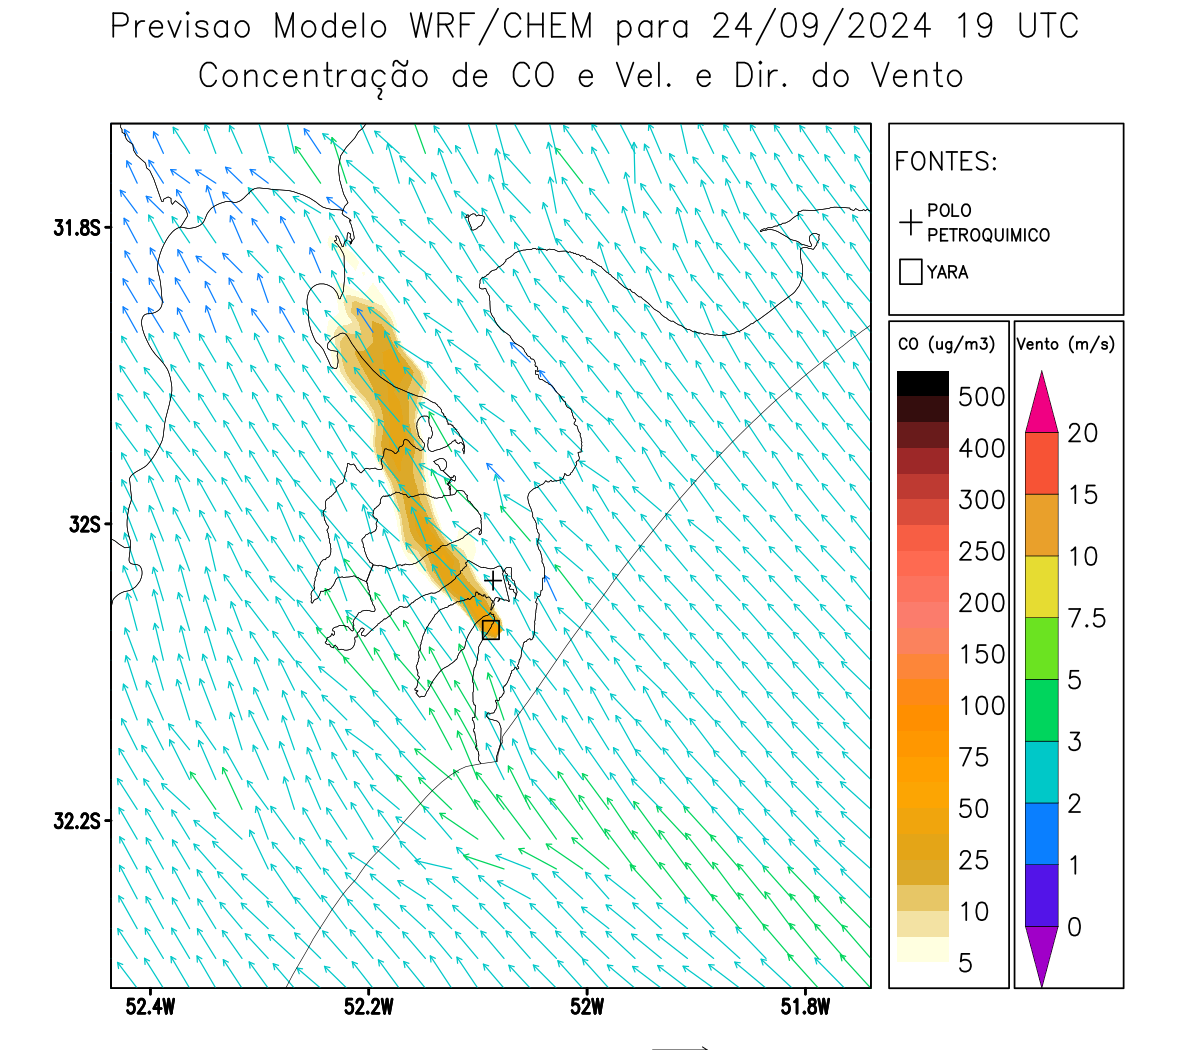 Previsao Modelo WRF/CHEM para 24/09/2024 19 UTC
Concentração de CO e Vel. e Dir. do Vento
FONTES:
POLO
PETROQUIMICO
YARA
CO (ug/m3)
500
400
300
250
200
150
100
75
50
25
10
5
Vento (m/s)
20
15
10
7.5
5
3
2
1
0
31.8S
32S
32.2S
52.4W
52.2W
52W
51.8W